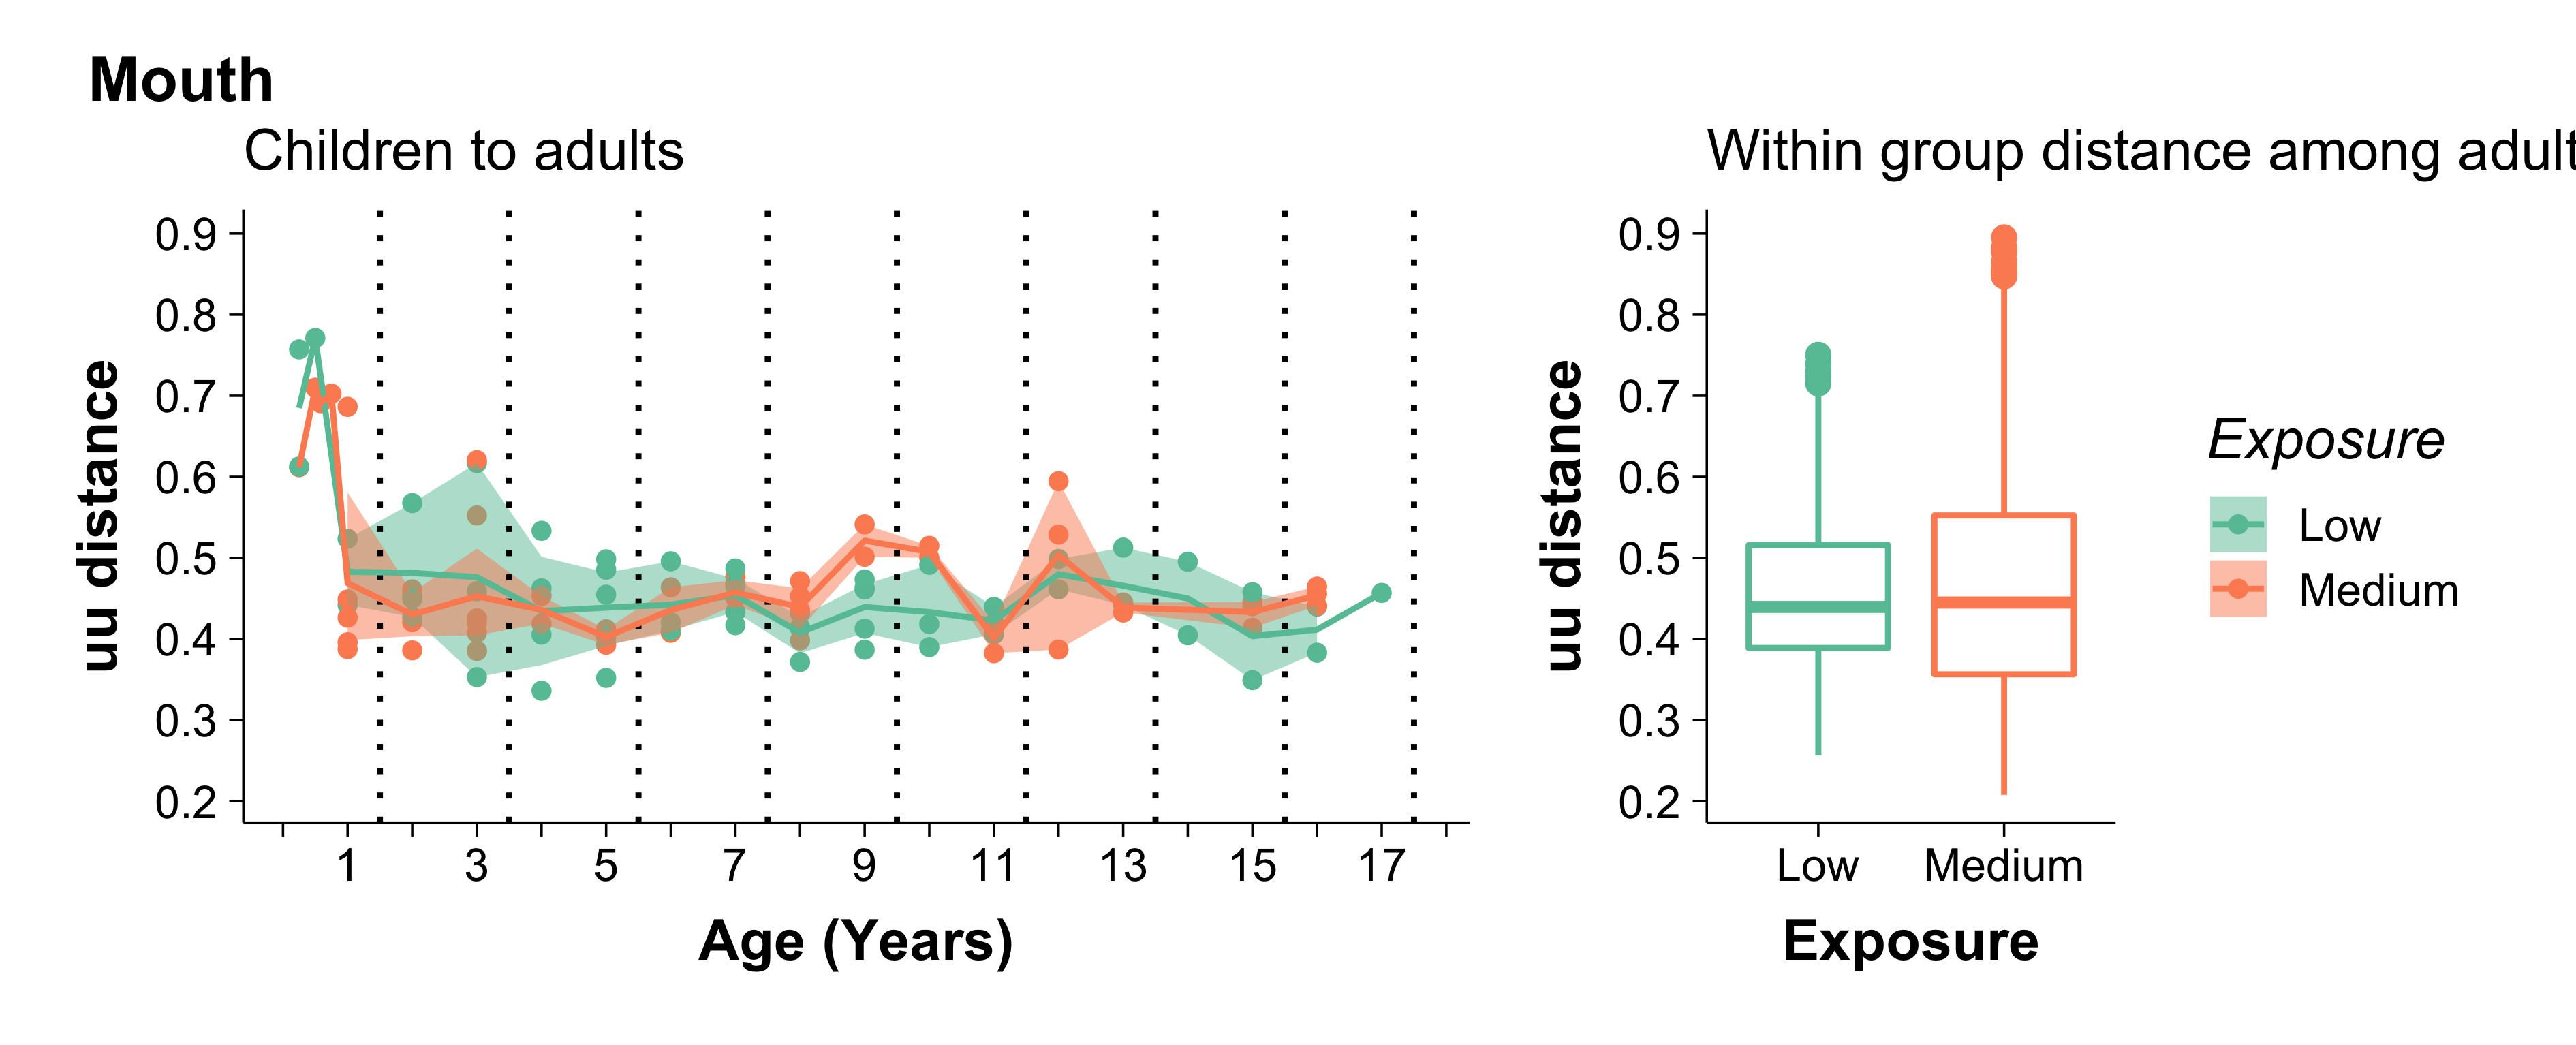 Mouth
Children to adults
Within group distance among adult
uu distance
0.9
0.8
0.7
0.6
0.5
0.4
0.3
0.2
1 3 5 7 9 11 13 15 17
Age (Years)
uu distance
0.9
0.8
0.7
0.6
0.5
0.4
0.3
0.2
Low Medium
Exposure
Exposure
Low
Medium